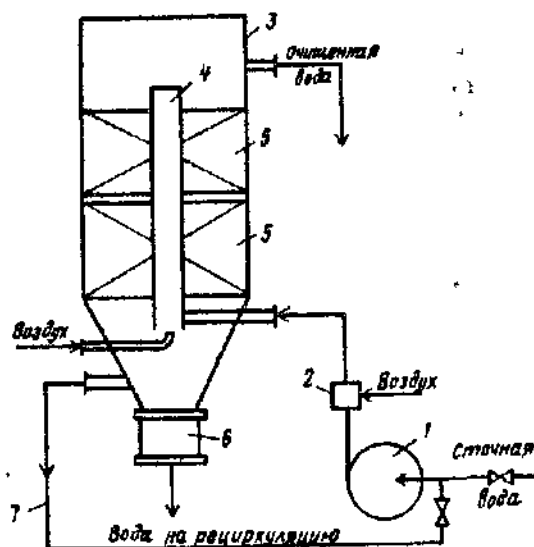 3
4
Очищенная
вода
5
5
Воздух
2
Воздух
1
Сточная
вода
6
7
Вода на рециркуляцию